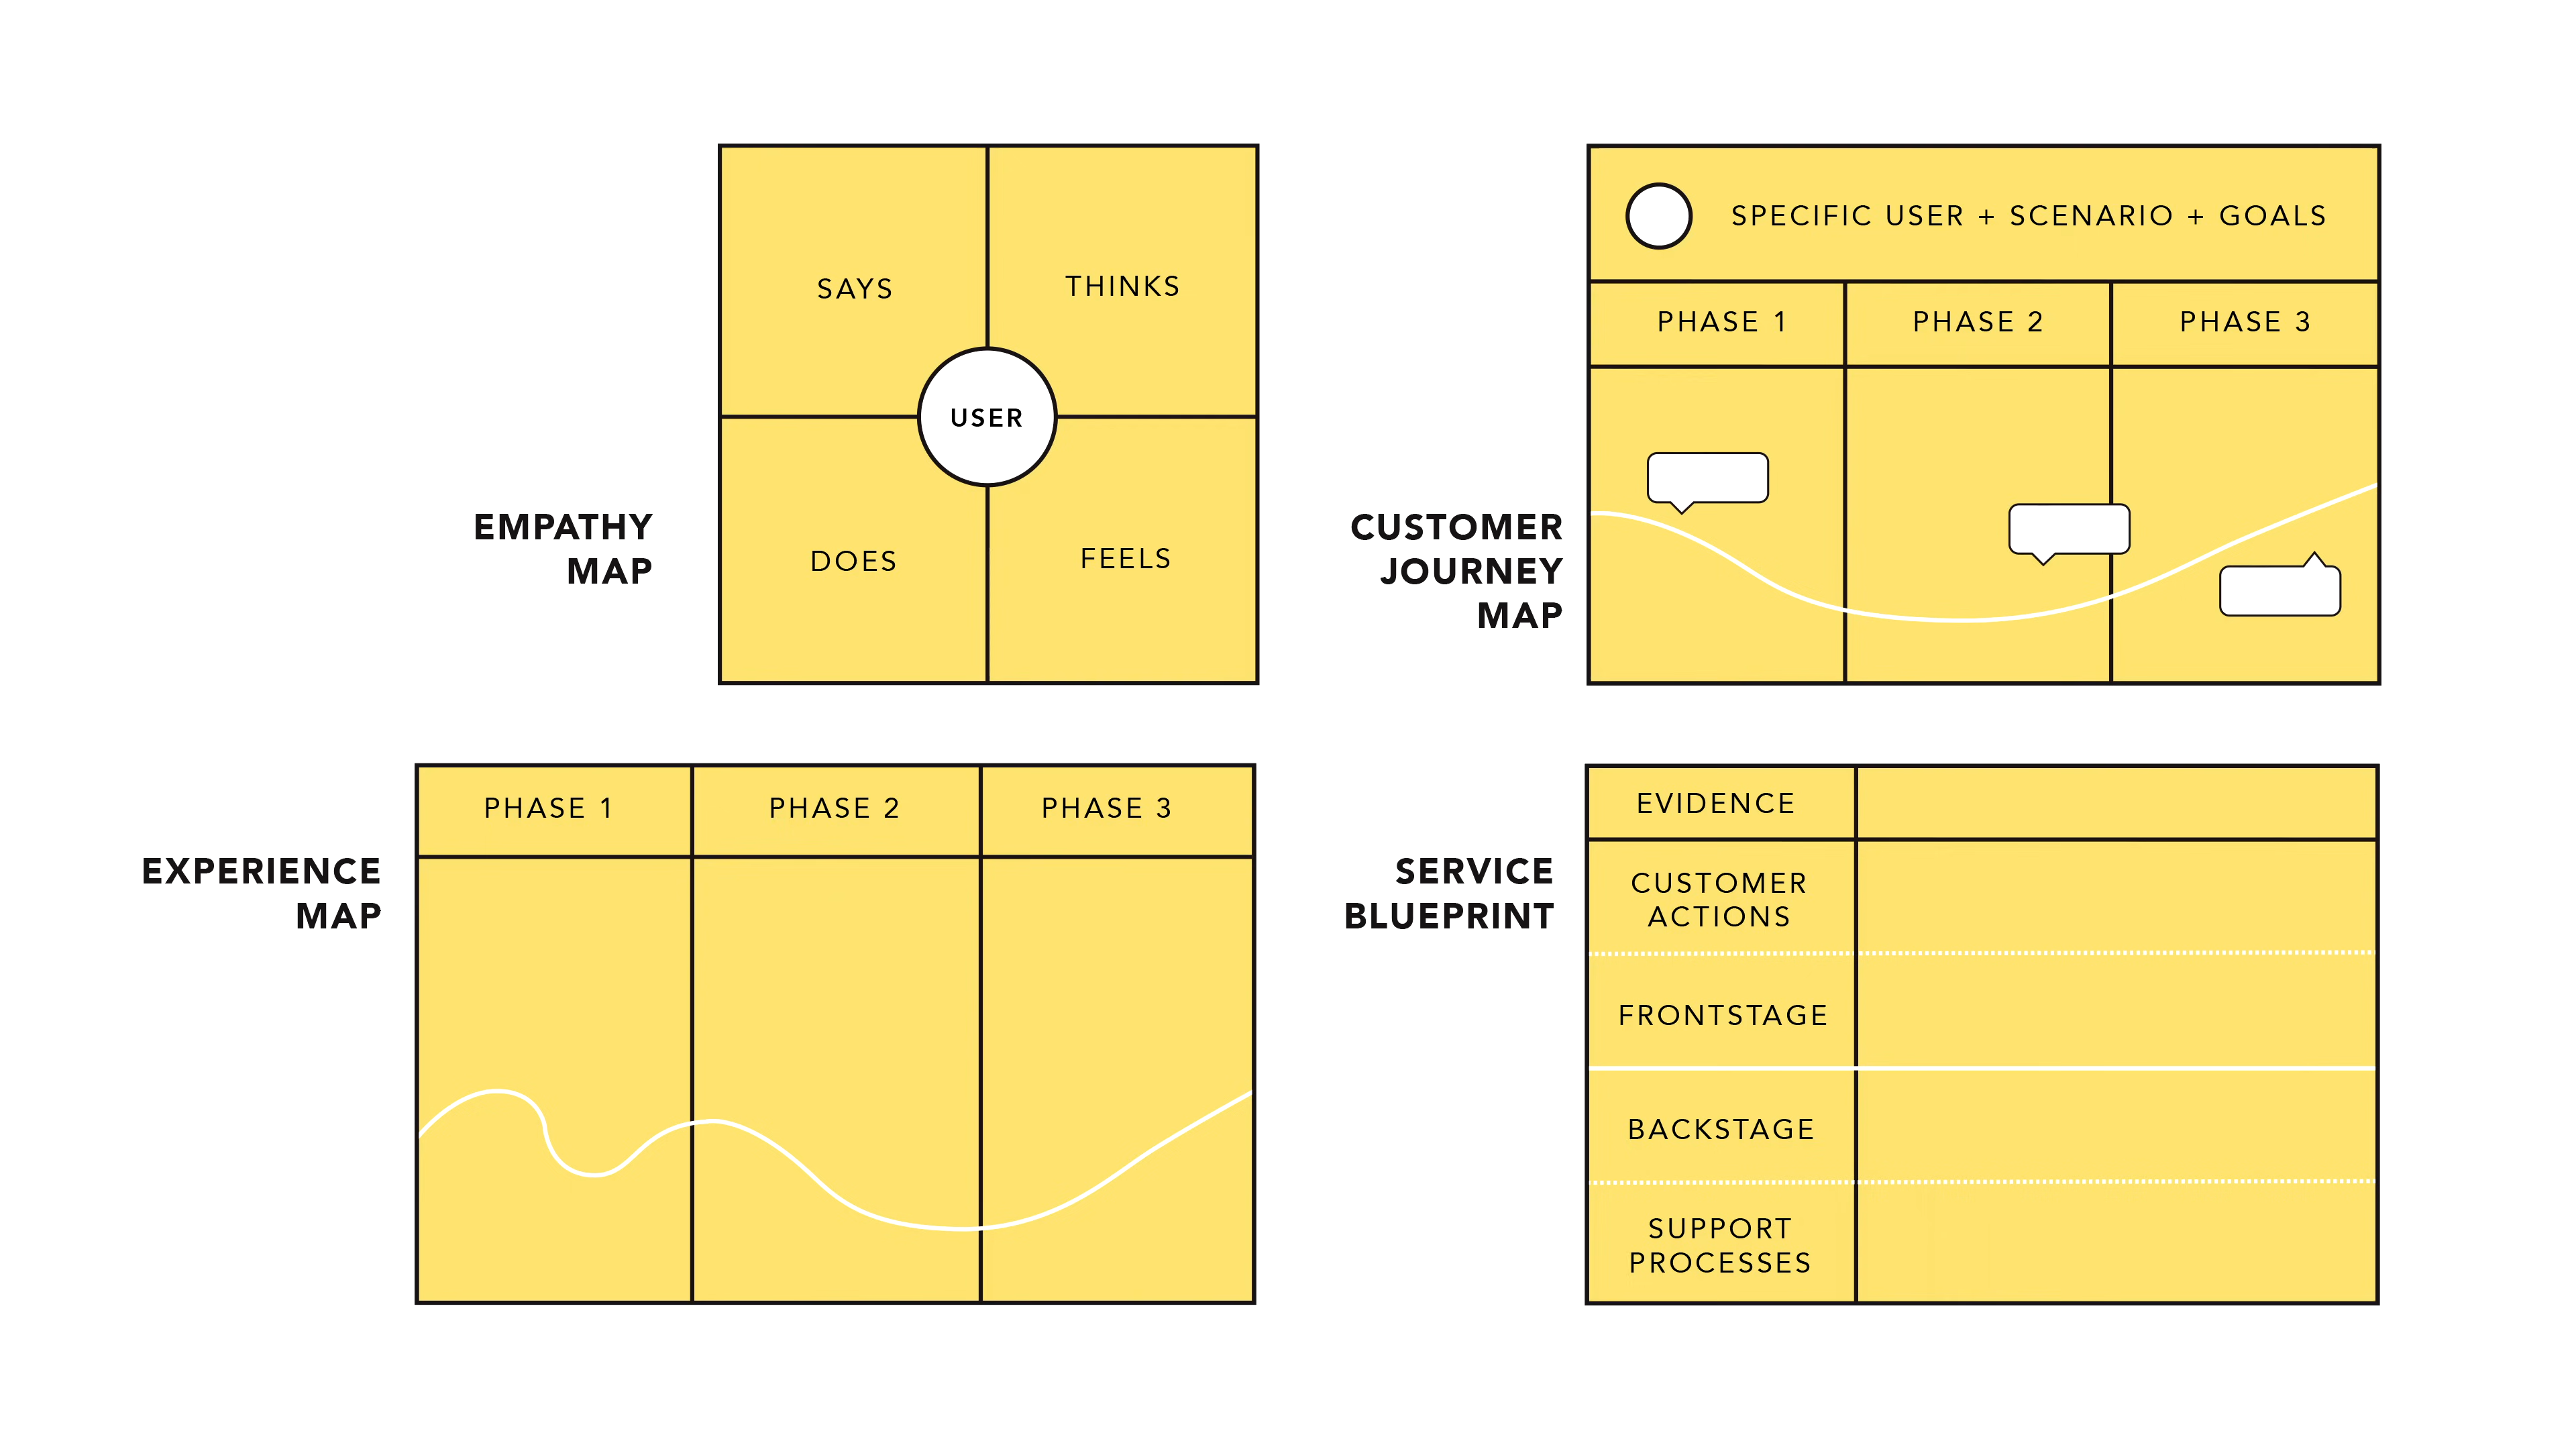 EMPATHY
MAP
SAYS
THINKS
USER
DOES
FEELS
CUSTOMER
JOURNEY
MAP
SPECIFIC USER + SCENARIO + GOALS
PHASE 1
PHASE 2
PHASE 3
EXPERIENCE
MAP
PHASE 1
PHASE 2
PHASE 3
SERVICE
BLUEPRINT
EVIDENCE
CUSTOMER
ACTIONS
FRONTSTAGE
BACKSTAGE
SUPPORT
PROCESSES